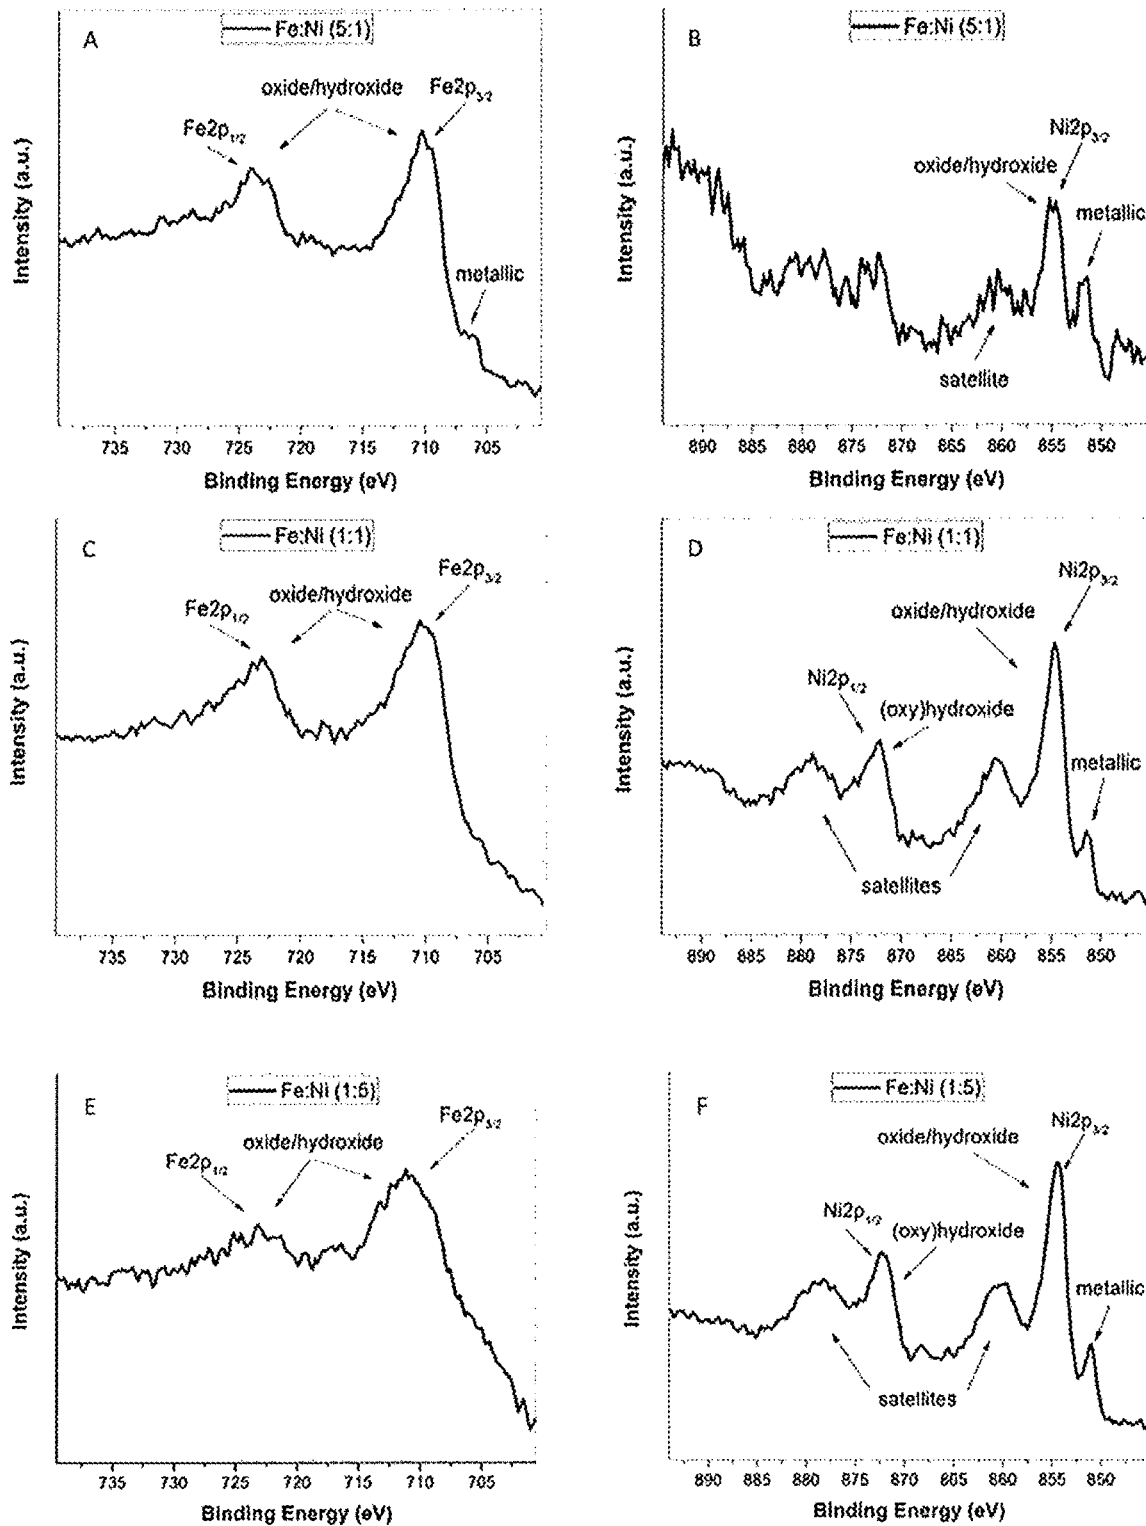 A
Fe:Ni (5:1)
oxide/hydroxide
Fe2p3/2
Fe2p1/2
metallic
Intensity (a.u.)
735 730 725 720 715 710 705
Binding Energy (eV)
B
Fe:Ni (5:1)
Ni2p3/2
oxide/hydroxide
metallic
satellite
Intensity (a.u.)
890 885 880 875 870 865 860 855 850
Binding Energy (eV)
C
Fe:Ni (1:1)
Fe2p3/2
oxide/hydroxide
Fe2p1/2
Intensity (a.u.)
735 730 725 720 715 710 705
Binding Energy (eV)
D
Fe:Ni (1:1)
Ni2p3/2
oxide/hydroxide
Ni2p1/2
(oxy)hydroxide
metallic
satellites
Intensity (a.u.)
890 885 880 875 870 865 860 855 850
Binding Energy (eV)
E
Fe:Ni (1:5)
Fe2p3/2
oxide/hydroxide
Fe2p1/2
Intensity (a.u.)
735 730 725 720 715 710 705
Binding Energy (eV)
F
Fe:Ni (1:5)
oxide/hydroxide
Ni2p3/2
Ni2p1/2
(oxy)hydroxide
metallic
satellites
Intensity (a.u.)
890 885 880 875 870 865 860 855 850
Binding Energy (eV)